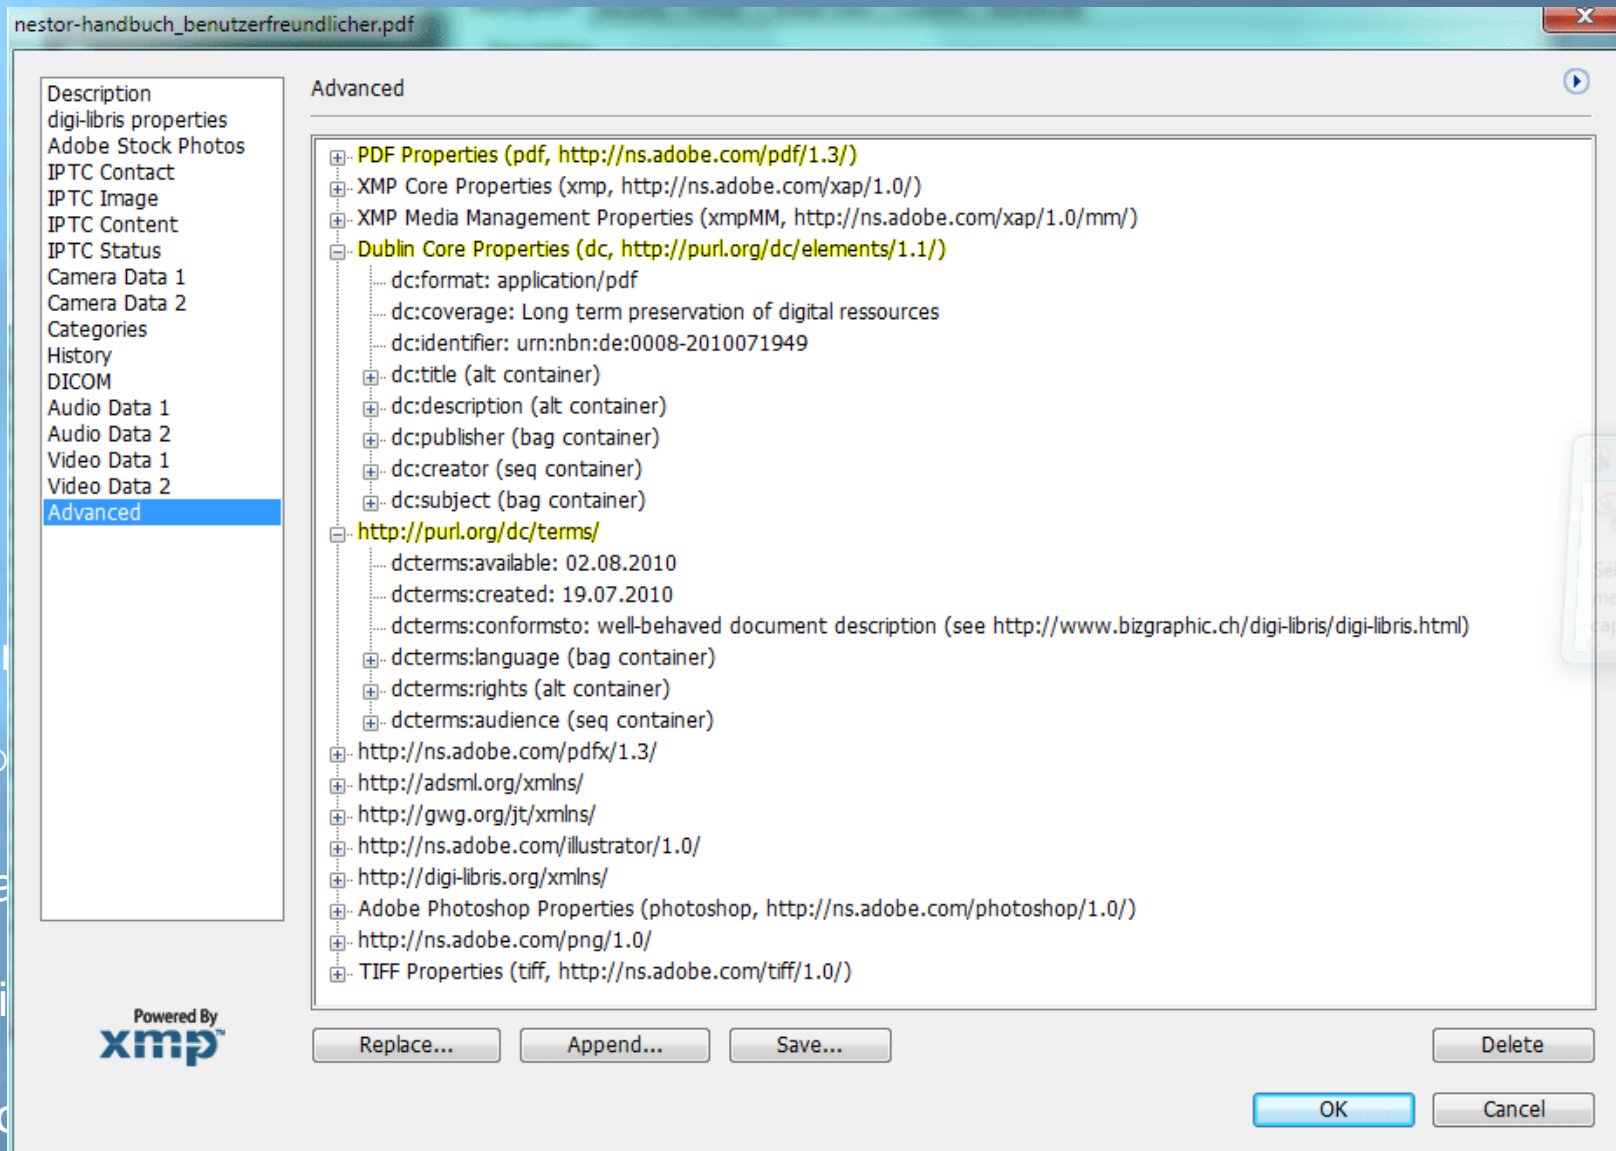 nestor-handbuch_benutzerfreundlicher.pdf
Description
digi-libris properties
Adobe Stock Photos
IPTC Contact
IPTC Image
IPTC Content
IPTC Status
Camera Data 1
Camera Data 2
Categories
History
DICOM
Audio Data 1
Audio Data 2
Video Data 1
Video Data 2
Advanced
Powered By
xmp™
Advanced
PDF Properties (pdf, http://ns.adobe.com/pdf/1.3/)
XMP Core Properties (xmp, http://ns.adobe.com/xap/1.0/)
XMP Media Management Properties (xmpMM, http://ns.adobe.com/xap/1.0/mm/)
Dublin Core Properties (dc, http://purl.org/dc/elements/1.1/)
dc:format: application/pdf
dc:coverage: Long term preservation of digital ressources
dc:identifier: urn:nbn:de:0008-2010071949
dc:title (alt container)
dc:description (alt container)
dc:publisher (bag container)
dc:creator (seq container)
dc:subject (bag container)
http://purl.org/dc/terms/
dcterms:available: 02.08.2010
dcterms:created: 19.07.2010
dcterms:conformsto: well-behaved document description (see http://www.bizgraphic.ch/digi-libris/digi-libris.html)
dcterms:language (bag container)
dcterms:rights (alt container)
dcterms:audience (seq container)
http://ns.adobe.com/pdfx/1.3/
http://adsml.org/xmlns/
http://gwg.org/jt/xmlns/
http://ns.adobe.com/illustrator/1.0/
http://digi-libris.org/xmlns/
Adobe Photoshop Properties (photoshop, http://ns.adobe.com/photoshop/1.0/)
http://ns.adobe.com/png/1.0/
TIFF Properties (tiff, http://ns.adobe.com/tiff/1.0/)
Replace... Append... Save... Delete
OK Cancel